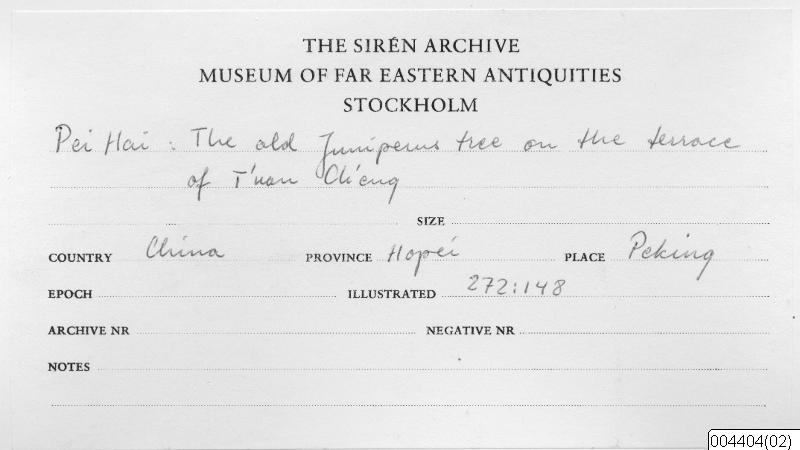 THE SIRÉN ARCHIVE
MUSEUM OF FAR EASTERN ANTIQUITIES
STOCKHOLM
Pei Hai : The old Juniperus tree on the terrace
of T'uan Ch'eng
SIZE
COUNTRY China PROVINCE Hopei PLACE Peking
EPOCH ILLUSTRATED 272:148
ARCHIVE NR NEGATIVE NR
NOTES
004404(02)